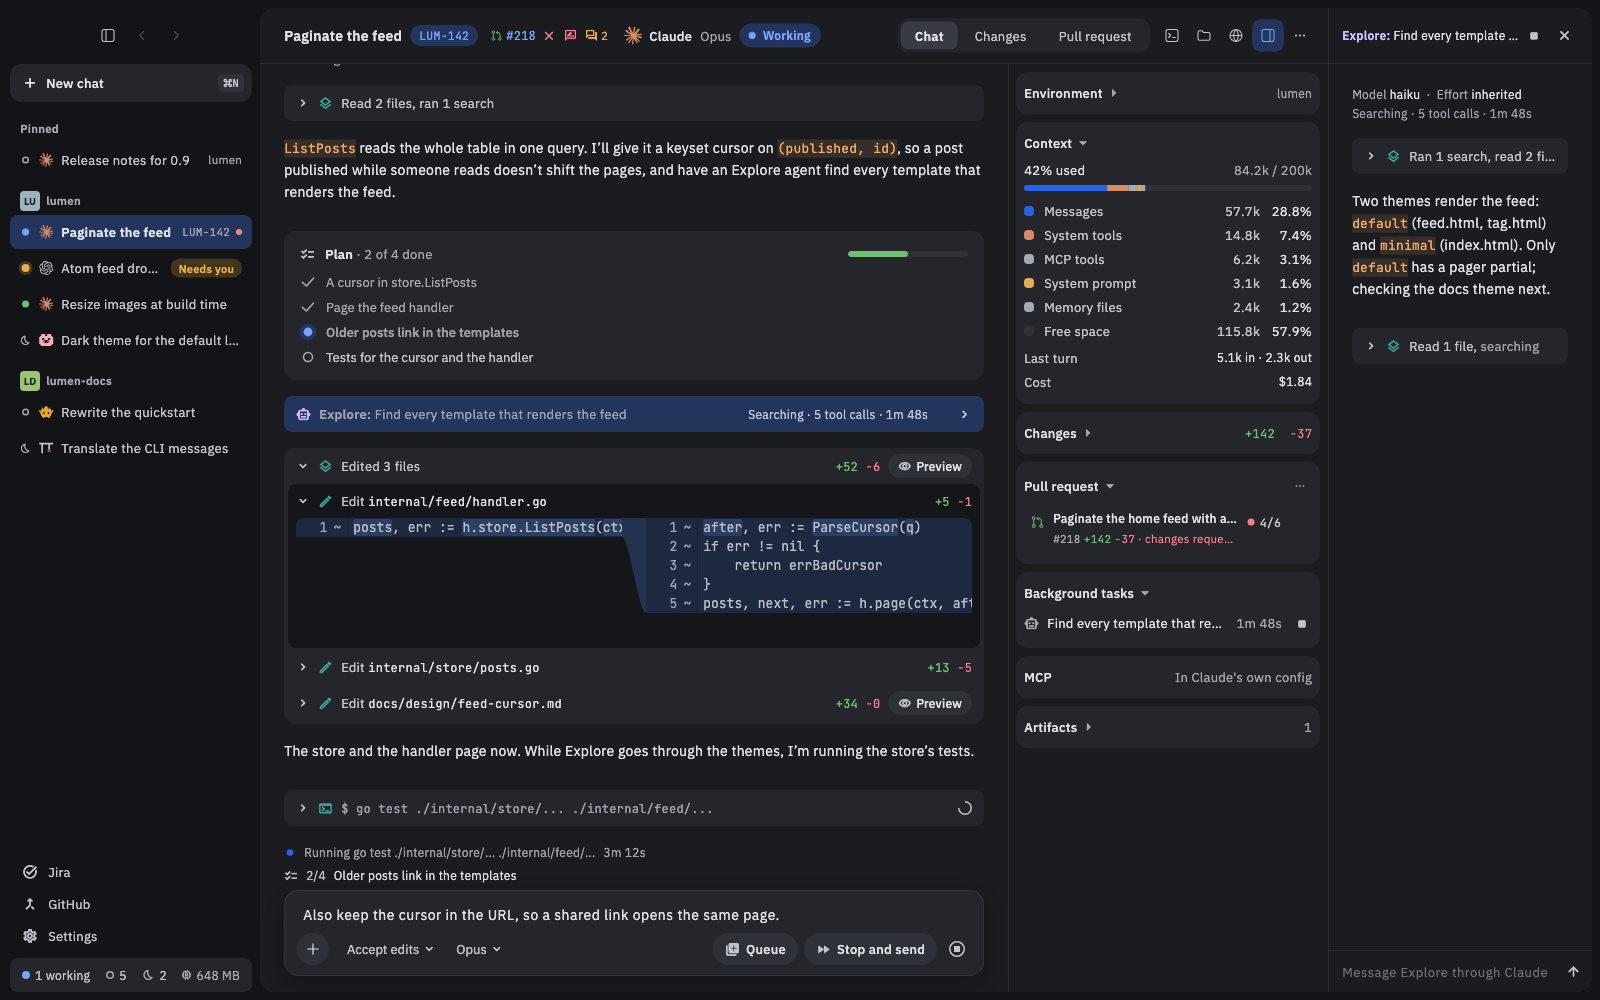 New chat
⌘N
Pinned
Release notes for 0.9 lumen
LU lumen
Paginate the feed LUM-142
Atom feed dro... Needs you
Resize images at build time
Dark theme for the default l...
LD lumen-docs
Rewrite the quickstart
Translate the CLI messages
Jira
GitHub
Settings
1 working 5 2 648 MB
Paginate the feed LUM-142 #218 2 Claude Opus Working
Chat Changes Pull request
Read 2 files, ran 1 search
ListPosts reads the whole table in one query. I’ll give it a keyset cursor on (published, id), so a post
published while someone reads doesn’t shift the pages, and have an Explore agent find every template that
renders the feed.
Plan · 2 of 4 done
A cursor in store.ListPosts
Page the feed handler
Older posts link in the templates
Tests for the cursor and the handler
Explore: Find every template that renders the feed Searching · 5 tool calls · 1m 48s
Edited 3 files +52 -6 Preview
Edit internal/feed/handler.go +5 -1
1 ~ posts, err := h.store.ListPosts(ctx
1 ~ after, err := ParseCursor(q)
2 ~ if err != nil {
3 ~ return errBadCursor
4 ~ }
5 ~ posts, next, err := h.page(ctx, aft
Edit internal/store/posts.go +13 -5
Edit docs/design/feed-cursor.md +34 -0 Preview
The store and the handler page now. While Explore goes through the themes, I’m running the store’s tests.
$ go test ./internal/store/... ./internal/feed/...
Running go test ./internal/store/... ./internal/feed/... 3m 12s
2/4 Older posts link in the templates
Also keep the cursor in the URL, so a shared link opens the same page.
Accept edits Opus Queue Stop and send
Environment lumen
Context
42% used 84.2k / 200k
Messages 57.7k 28.8%
System tools 14.8k 7.4%
MCP tools 6.2k 3.1%
System prompt 3.1k 1.6%
Memory files 2.4k 1.2%
Free space 115.8k 57.9%
Last turn 5.1k in · 2.3k out
Cost $1.84
Changes +142 -37
Pull request ...
Paginate the home feed with a... 4/6
#218 +142 -37 · changes reque...
Background tasks
Find every template that re... 1m 48s
MCP In Claude's own config
Artifacts 1
Explore: Find every template ...
Model haiku · Effort inherited
Searching · 5 tool calls · 1m 48s
Ran 1 search, read 2 fi...
Two themes render the feed:
default (feed.html, tag.html)
and minimal (index.html). Only
default has a pager partial;
checking the docs theme next.
Read 1 file, searching
Message Explore through Claude